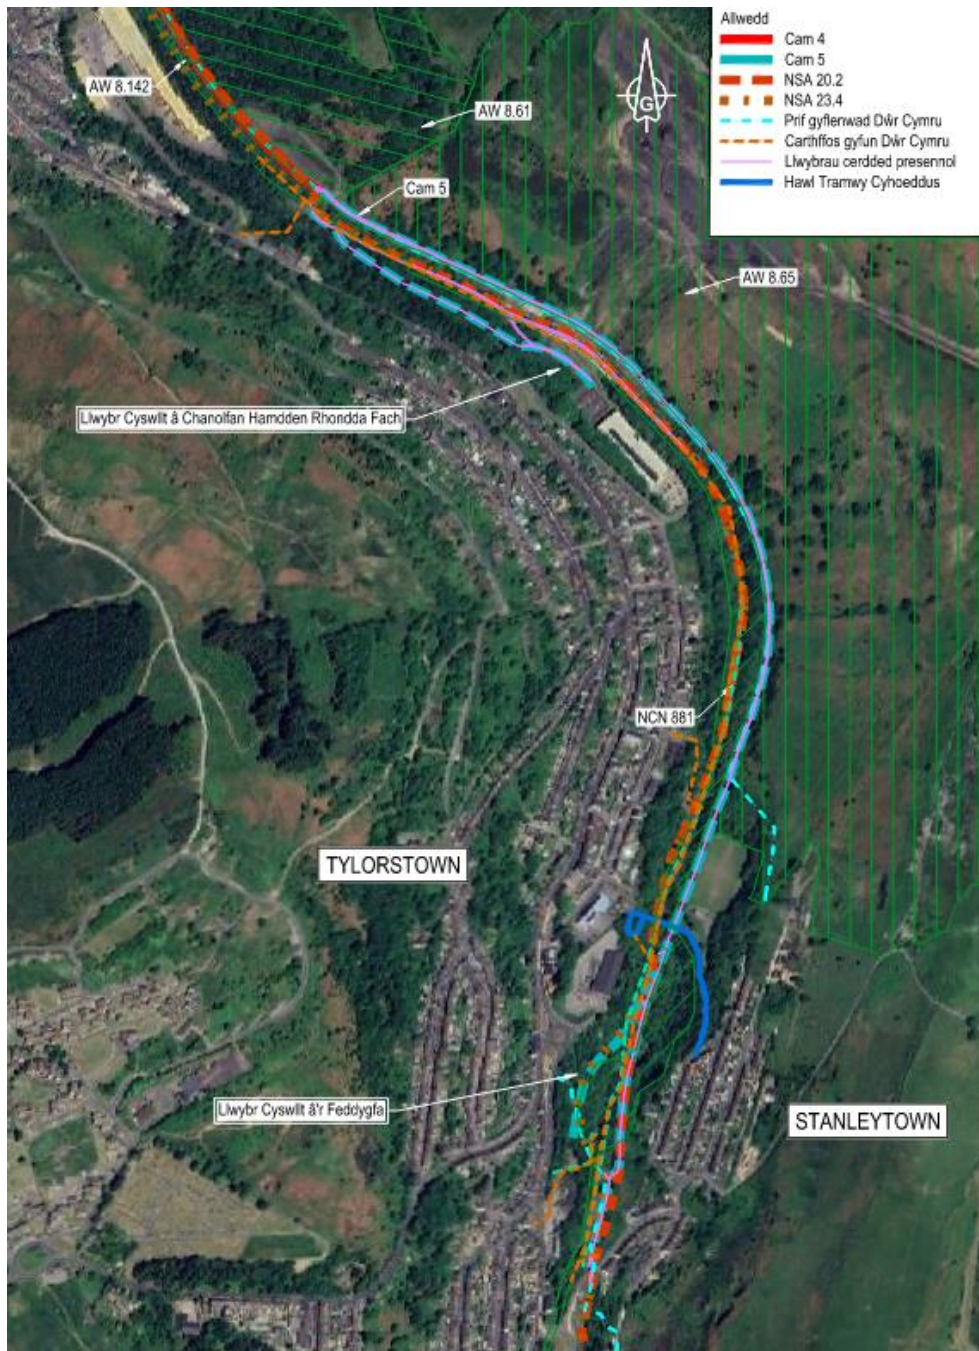 Allwedd
Cam 4
Cam 5
NSA 20.2
NSA 23.4
Prif gyflenwad Dŵr Cymru
Carthffos gyfun Dŵr Cymru
Llwybrau cerdded presennol
Hawl Tramwy Cyhoeddus
G
AW 8.142
AW 8.61
Cam 5
AW 8.65
Llwybr Cyswllt â Chanolfan Hamdden Rhondda Fach
NCN 881
TYLORSTOWN
Llwybr Cyswllt â'r Feddygfa
STANLEYTOWN